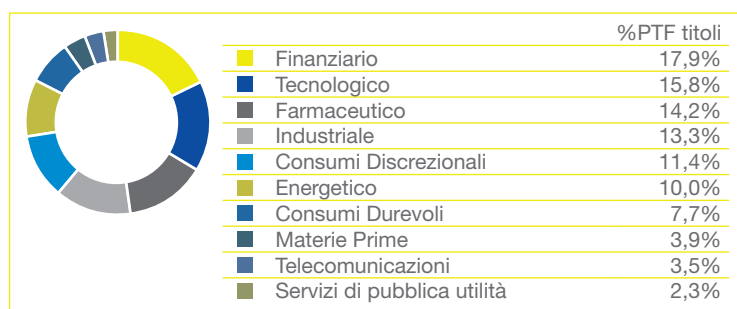 %PTF titoli
Finanziario 17,9%
Tecnologico 15,8%
Farmaceutico 14,2%
Industriale 13,3%
Consumi Discrezionali 11,4%
Energetico 10,0%
Consumi Durevoli 7,7%
Materie Prime 3,9%
Telecomunicazioni 3,5%
Servizi di pubblica utilità 2,3%